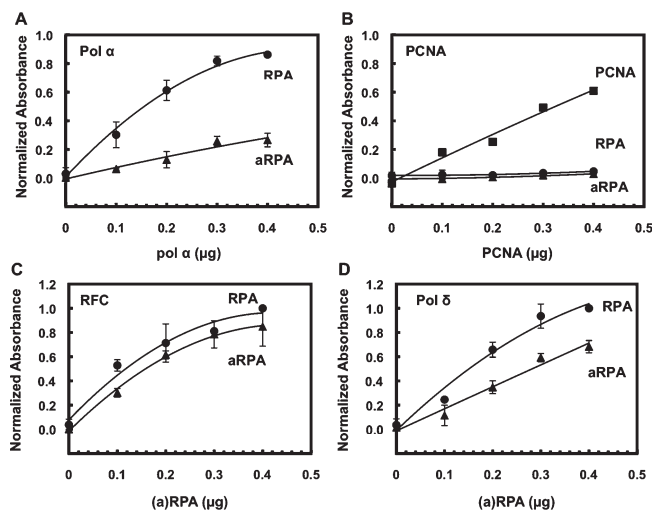 A
Pol α
1.0
0.8
0.6
0.4
0.2
0.0
Normalized Absorbance
RPA
aRPA
0 0.1 0.2 0.3 0.4 0.5
pol α (µg)
B
PCNA
1.0
0.8
0.6
0.4
0.2
0.0
Normalized Absorbance
PCNA
RPA
aRPA
0 0.1 0.2 0.3 0.4 0.5
PCNA (µg)
C
RFC
1.2
1.0
0.8
0.6
0.4
0.2
0.0
Normalized Absorbance
RPA
aRPA
0 0.1 0.2 0.3 0.4 0.5
(a)RPA (µg)
D
Pol δ
1.2
1.0
0.8
0.6
0.4
0.2
0.0
Normalized Absorbance
RPA
aRPA
0 0.1 0.2 0.3 0.4 0.5
(a)RPA (µg)